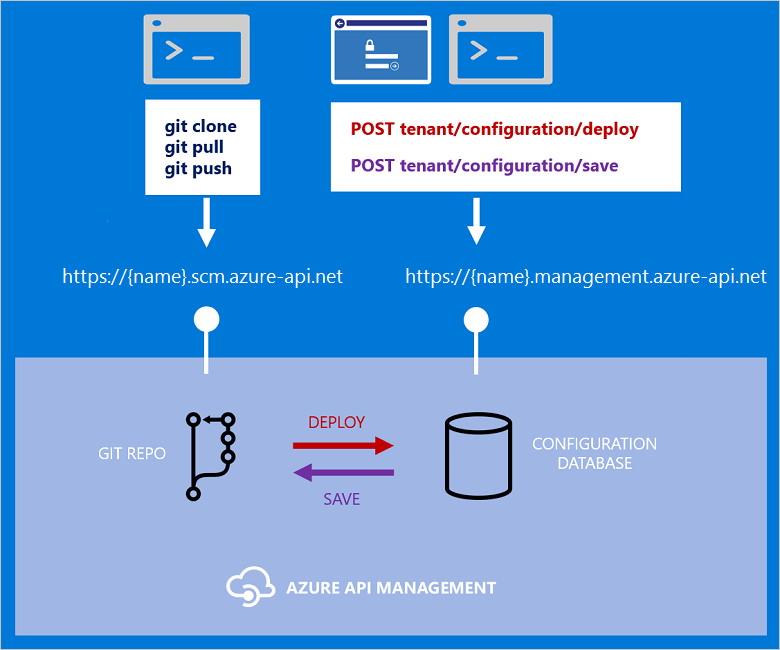 git clone
git pull
git push
POST tenant/configuration/deploy
POST tenant/configuration/save
https://{name}.scm.azure-api.net
https://{name}.management.azure-api.net
GIT REPO
DEPLOY
SAVE
CONFIGURATION
DATABASE
AZURE API MANAGEMENT